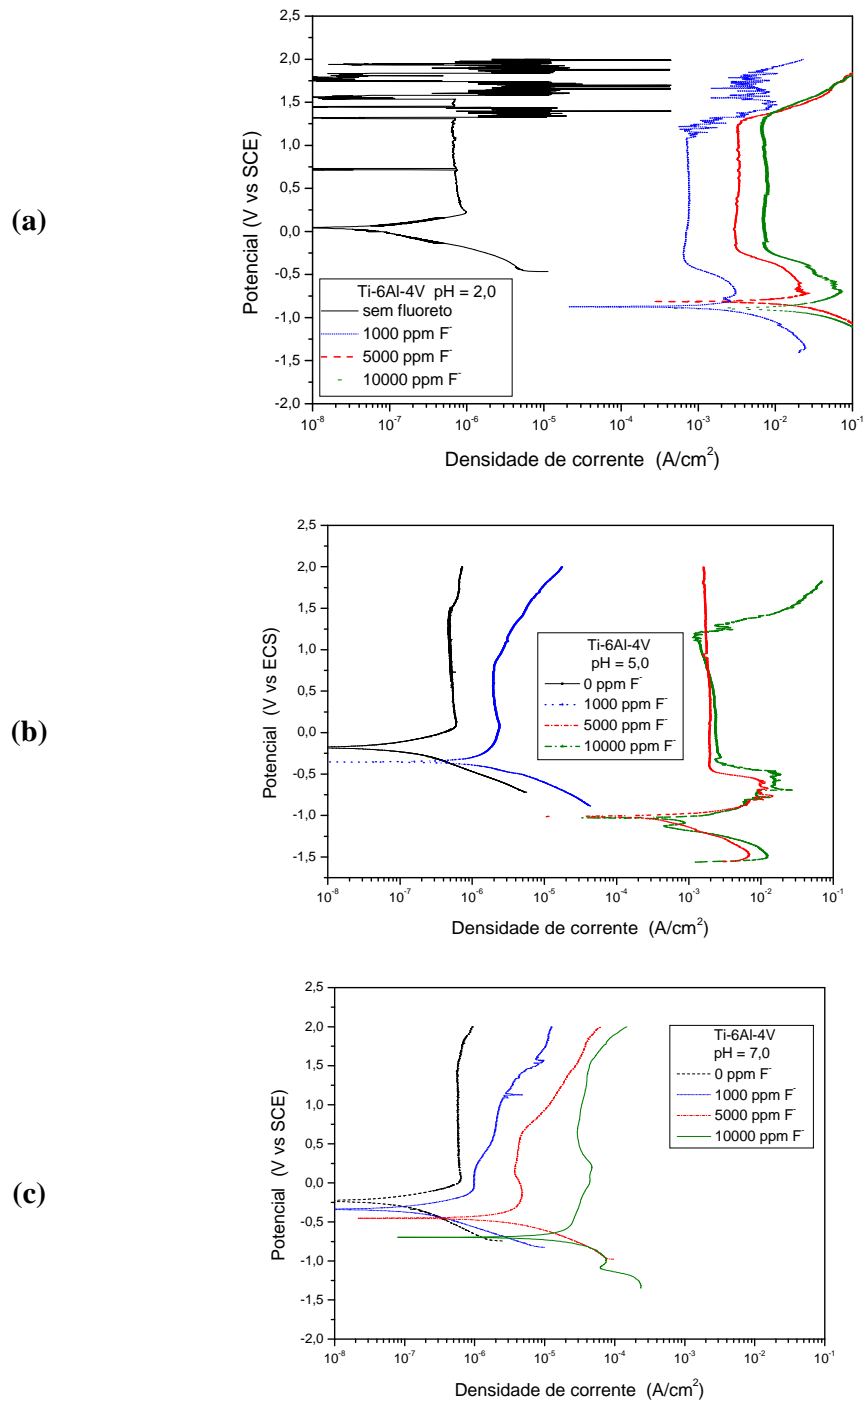 (a)
Potencial (V vs SCE)
2,5
2,0
1,5
1,0
0,5
0,0
-0,5
-1,0
-1,5
-2,0
Ti-6Al-4V pH = 2,0
sem fluoreto
1000 ppm F⁻
5000 ppm F⁻
10000 ppm F⁻
10⁻⁸ 10⁻⁷ 10⁻⁶ 10⁻⁵ 10⁻⁴ 10⁻³ 10⁻² 10⁻¹
Densidade de corrente (A/cm²)
(b)
Potencial (V vs ECS)
2,5
2,0
1,5
1,0
0,5
0,0
-0,5
-1,0
-1,5
Ti-6Al-4V
pH = 5,0
0 ppm F⁻
1000 ppm F⁻
5000 ppm F⁻
10000 ppm F⁻
10⁻⁸ 10⁻⁷ 10⁻⁶ 10⁻⁵ 10⁻⁴ 10⁻³ 10⁻² 10⁻¹
Densidade de corrente (A/cm²)
(c)
Potencial (V vs SCE)
2,5
2,0
1,5
1,0
0,5
0,0
-0,5
-1,0
-1,5
-2,0
Ti-6Al-4V
pH = 7,0
0 ppm F⁻
1000 ppm F⁻
5000 ppm F⁻
10000 ppm F⁻
10⁻⁸ 10⁻⁷ 10⁻⁶ 10⁻⁵ 10⁻⁴ 10⁻³ 10⁻² 10⁻¹
Densidade de corrente (A/cm²)